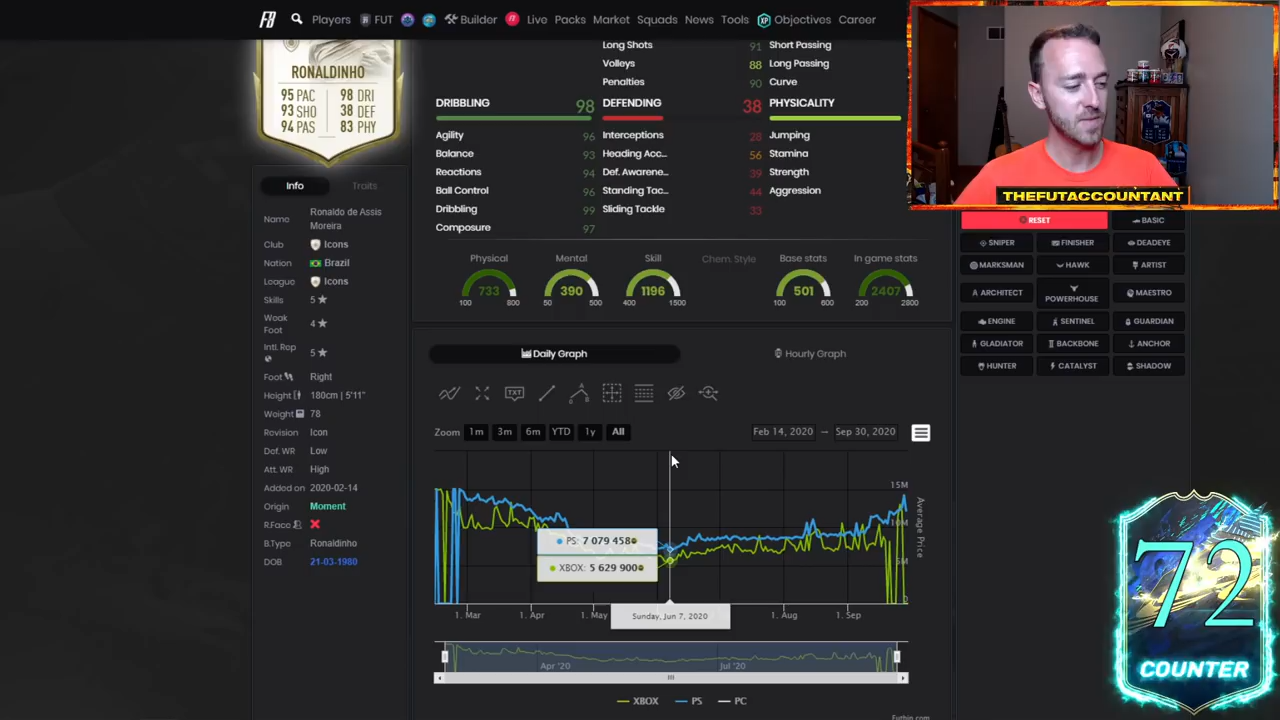 FB Players FUT Builder Live Packs Market Squads News Tools XP Objectives Career
RONALDINHO
95 PAC 98 DRI
93 SHO 38 DEF
94 PAS 83 PHY
Info Traits
Name Ronaldo de Assis
Moreira
Club Icons
Nation Brazil
League Icons
Skills 5
Weak
Foot 4
Intl. Rep 5
Foot Right
Height 180cm | 5'11"
Weight 78
Revision Icon
Def. WR Low
Att. WR High
Added on 2020-02-14
Origin Moment
R.Face
B.Type Ronaldinho
DOB 21-03-1980
Long Shots 91 Short Passing
Volleys 88 Long Passing
Penalties 90 Curve
DRIBBLING 98 DEFENDING 38 PHYSICALITY
Agility 96 Interceptions 28 Jumping
Balance 93 Heading Acc... 56 Stamina
Reactions 94 Def. Awarene... 39 Strength
Ball Control 96 Standing Tac... 44 Aggression
Dribbling 99 Sliding Tackle 33
Composure 97
Physical Mental Skill Chem. Style Base stats In game stats
733 390 1196 501 2407
100 800 50 500 400 1500 100 600 200 2800
Daily Graph Hourly Graph
TXT
Zoom 1m 3m 6m YTD 1y All Feb 14, 2020 → Sep 30, 2020
15M
10M
5M
0
Average Price
PS: 7 079 458
XBOX: 5 629 900
1. Mar 1. Apr 1. May Sunday, Jun 7, 2020 1. Aug 1. Sep
Apr '20 Jul '20
XBOX PS PC
Futbin.com
THEFUTACCOUNTANT
RESET BASIC
SNIPER FINISHER DEADEYE
MARKSMAN HAWK ARTIST
ARCHITECT POWERHOUSE MAESTRO
ENGINE SENTINEL GUARDIAN
GLADIATOR BACKBONE ANCHOR
HUNTER CATALYST SHADOW
72
COUNTER